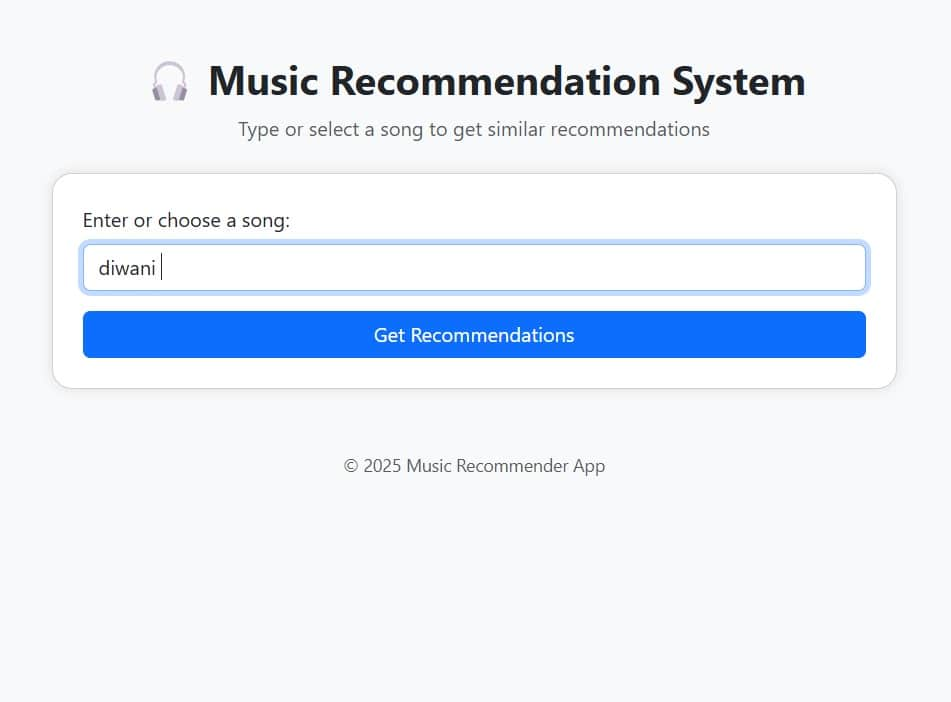 Music Recommendation System
Type or select a song to get similar recommendations
Enter or choose a song:
diwani
Get Recommendations
© 2025 Music Recommender App